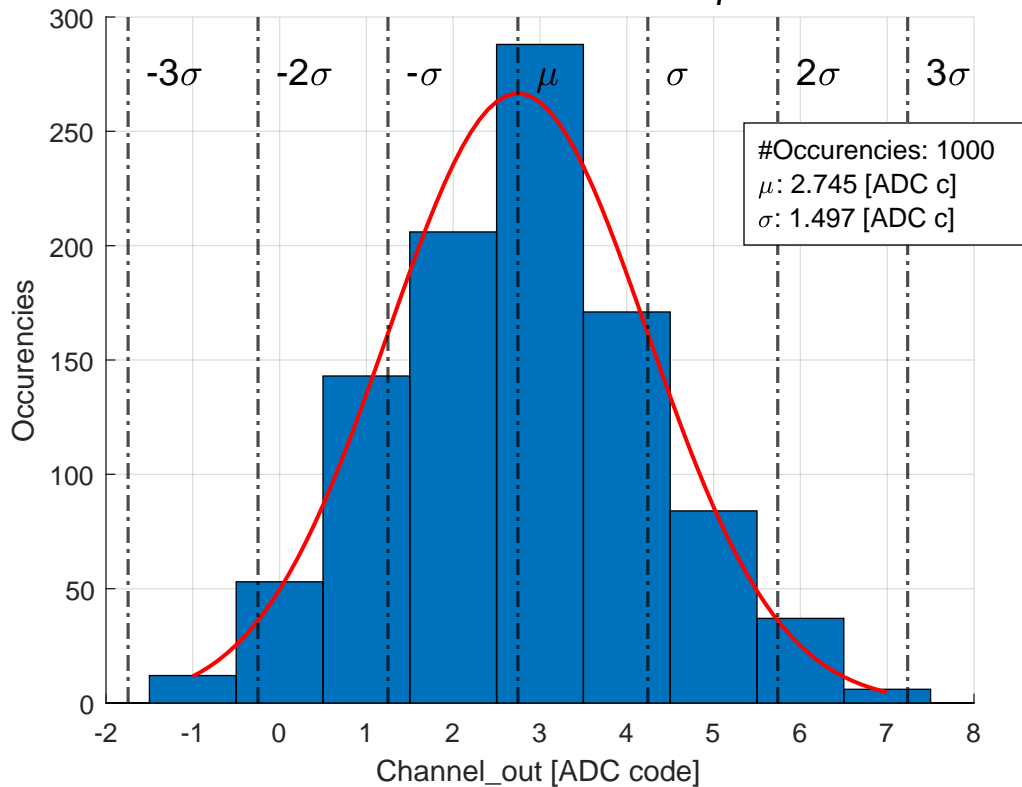 300
250
200
150
100
50
0
-3σ -2σ -σ μ σ 2σ 3σ
#Occurencies: 1000
μ: 2.745 [ADC c]
σ: 1.497 [ADC c]
Occurencies
-2 -1 0 1 2 3 4 5 6 7 8
Channel_out [ADC code]